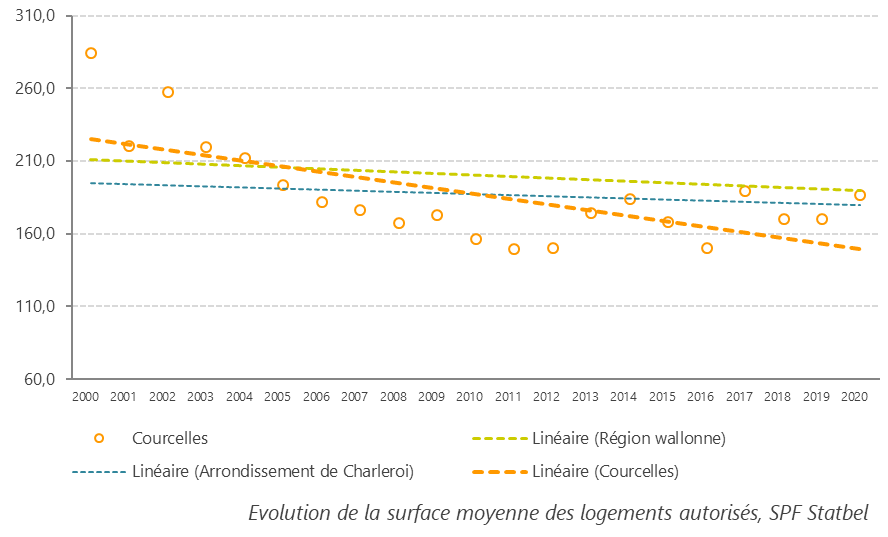 310,0
260,0
210,0
160,0
110,0
60,0
2000 2001 2002 2003 2004 2005 2006 2007 2008 2009 2010 2011 2012 2013 2014 2015 2016 2017 2018 2019 2020
Courcelles
Linéaire (Région wallonne)
Linéaire (Arrondissement de Charleroi)
Linéaire (Courcelles)
Evolution de la surface moyenne des logements autorisés, SPF Statbel